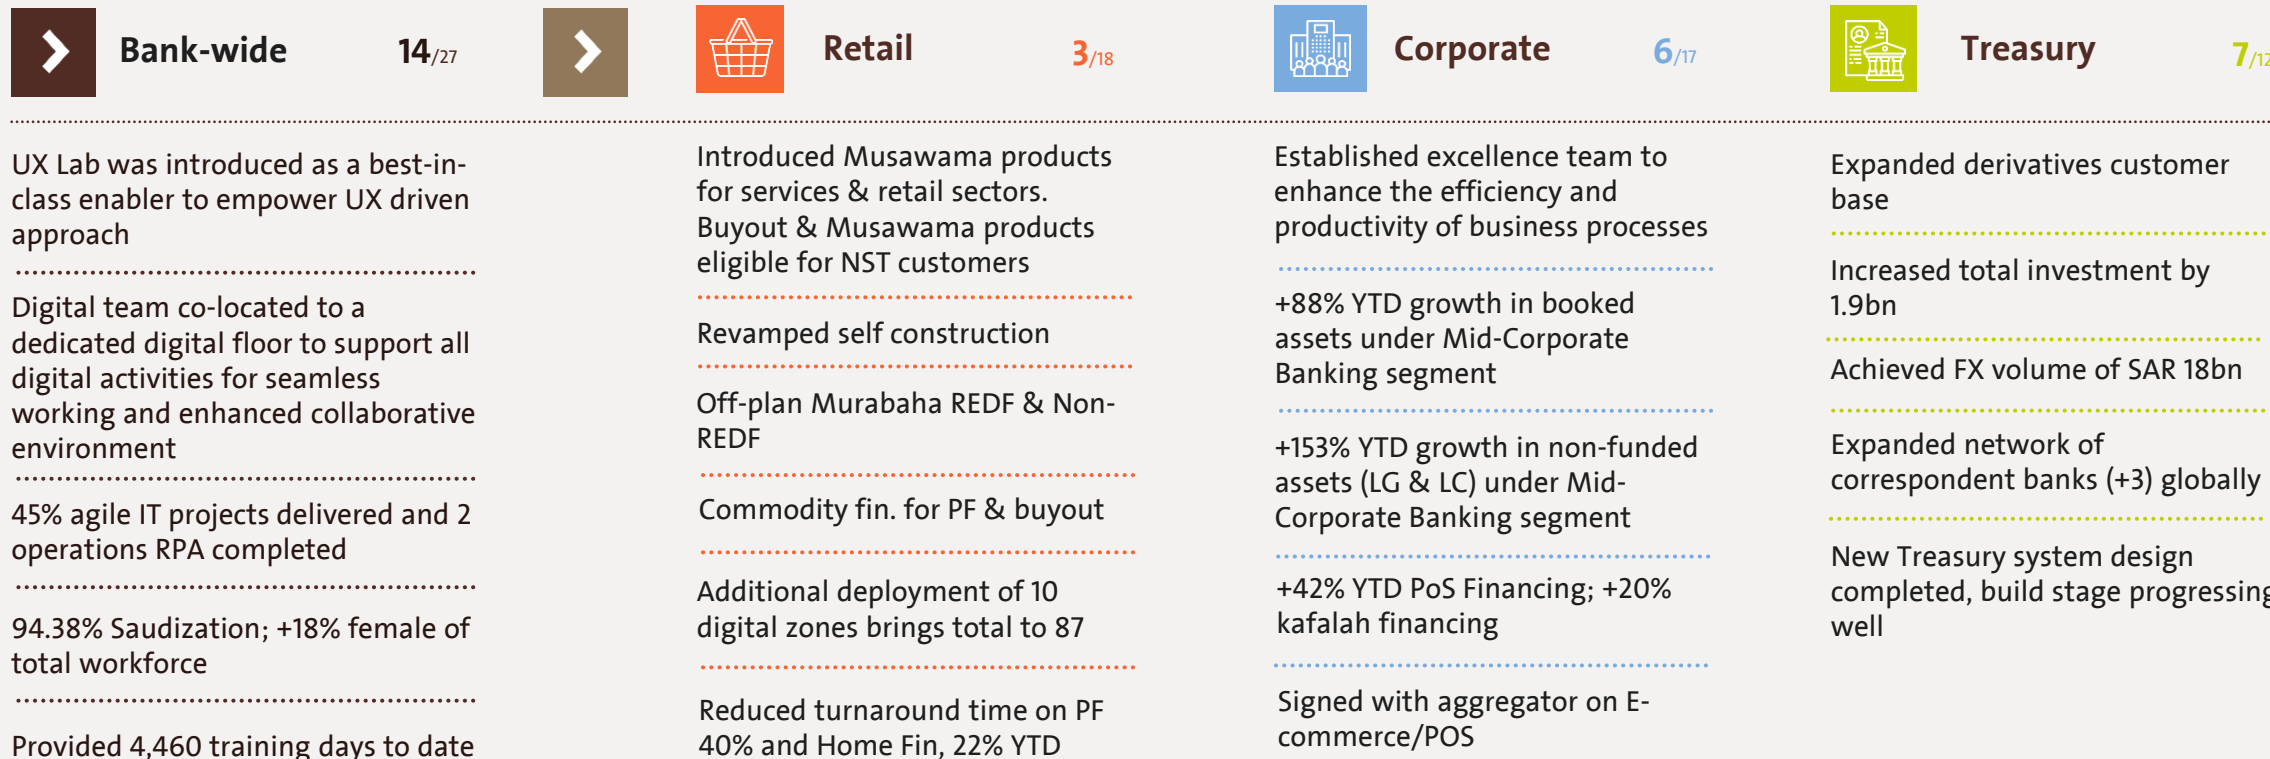 Bank-wide 14/27
UX Lab was introduced as a best-in-
class enabler to empower UX driven
approach
Digital team co-located to a
dedicated digital floor to support all
digital activities for seamless
working and enhanced collaborative
environment
45% agile IT projects delivered and 2
operations RPA completed
94.38% Saudization; +18% female of
total workforce
Provided 4,460 training days to date
Retail 3/18
Introduced Musawama products
for services & retail sectors.
Buyout & Musawama products
eligible for NST customers
Revamped self construction
Off-plan Murabaha REDF & Non-
REDF
Commodity fin. for PF & buyout
Additional deployment of 10
digital zones brings total to 87
Reduced turnaround time on PF
40% and Home Fin, 22% YTD
Corporate 6/17
Established excellence team to
enhance the efficiency and
productivity of business processes
+88% YTD growth in booked
assets under Mid-Corporate
Banking segment
+153% YTD growth in non-funded
assets (LG & LC) under Mid-
Corporate Banking segment
+42% YTD PoS Financing; +20%
kafalah financing
Signed with aggregator on E-
commerce/POS
Treasury 7/12
Expanded derivatives customer
base
Increased total investment by
1.9bn
Achieved FX volume of SAR 18bn
Expanded network of
correspondent banks (+3) globally
New Treasury system design
completed, build stage progressing
well